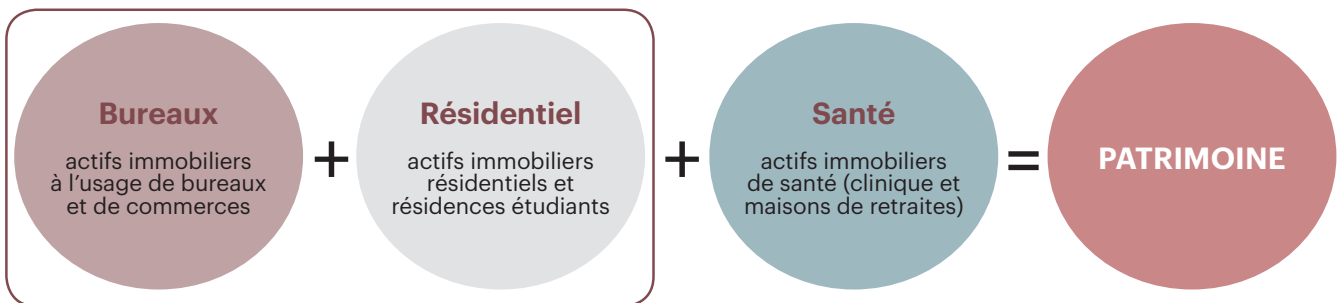 Bureaux
actifs immobiliers
à l’usage de bureaux
et de commerces
+
Résidentiel
actifs immobiliers
résidentiels et
résidences étudiants
+
Santé
actifs immobiliers
de santé (clinique et
maisons de retraites)
=
PATRIMOINE